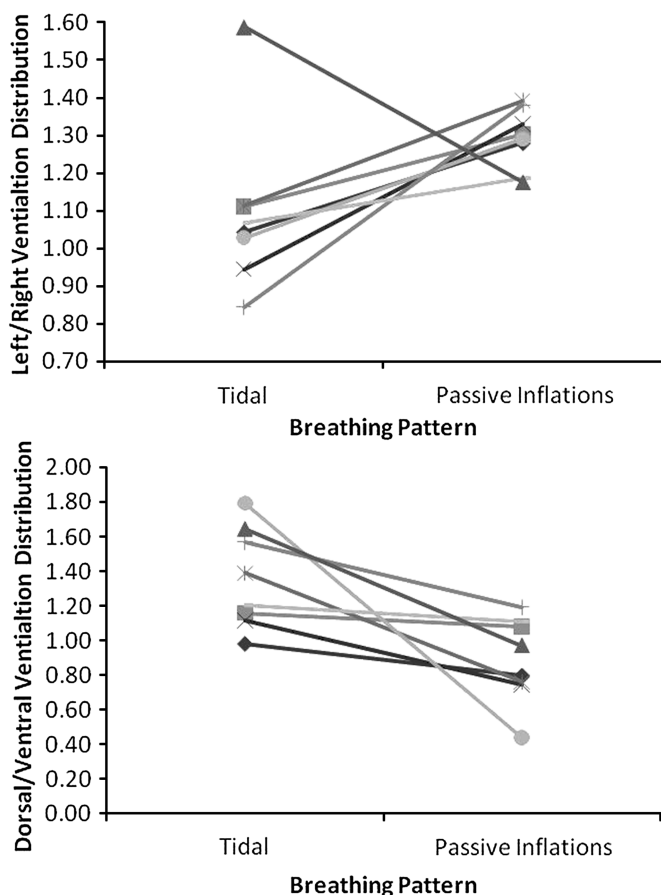 Left/Right Ventialtion Distribution
1.60
1.50
1.40
1.30
1.20
1.10
1.00
0.90
0.80
0.70
Tidal
Passive Inflations
Breathing Pattern
Dorsal/Ventral Ventialtion Distribution
2.00
1.80
1.60
1.40
1.20
1.00
0.80
0.60
0.40
0.20
0.00
Tidal
Passive Inflations
Breathing Pattern